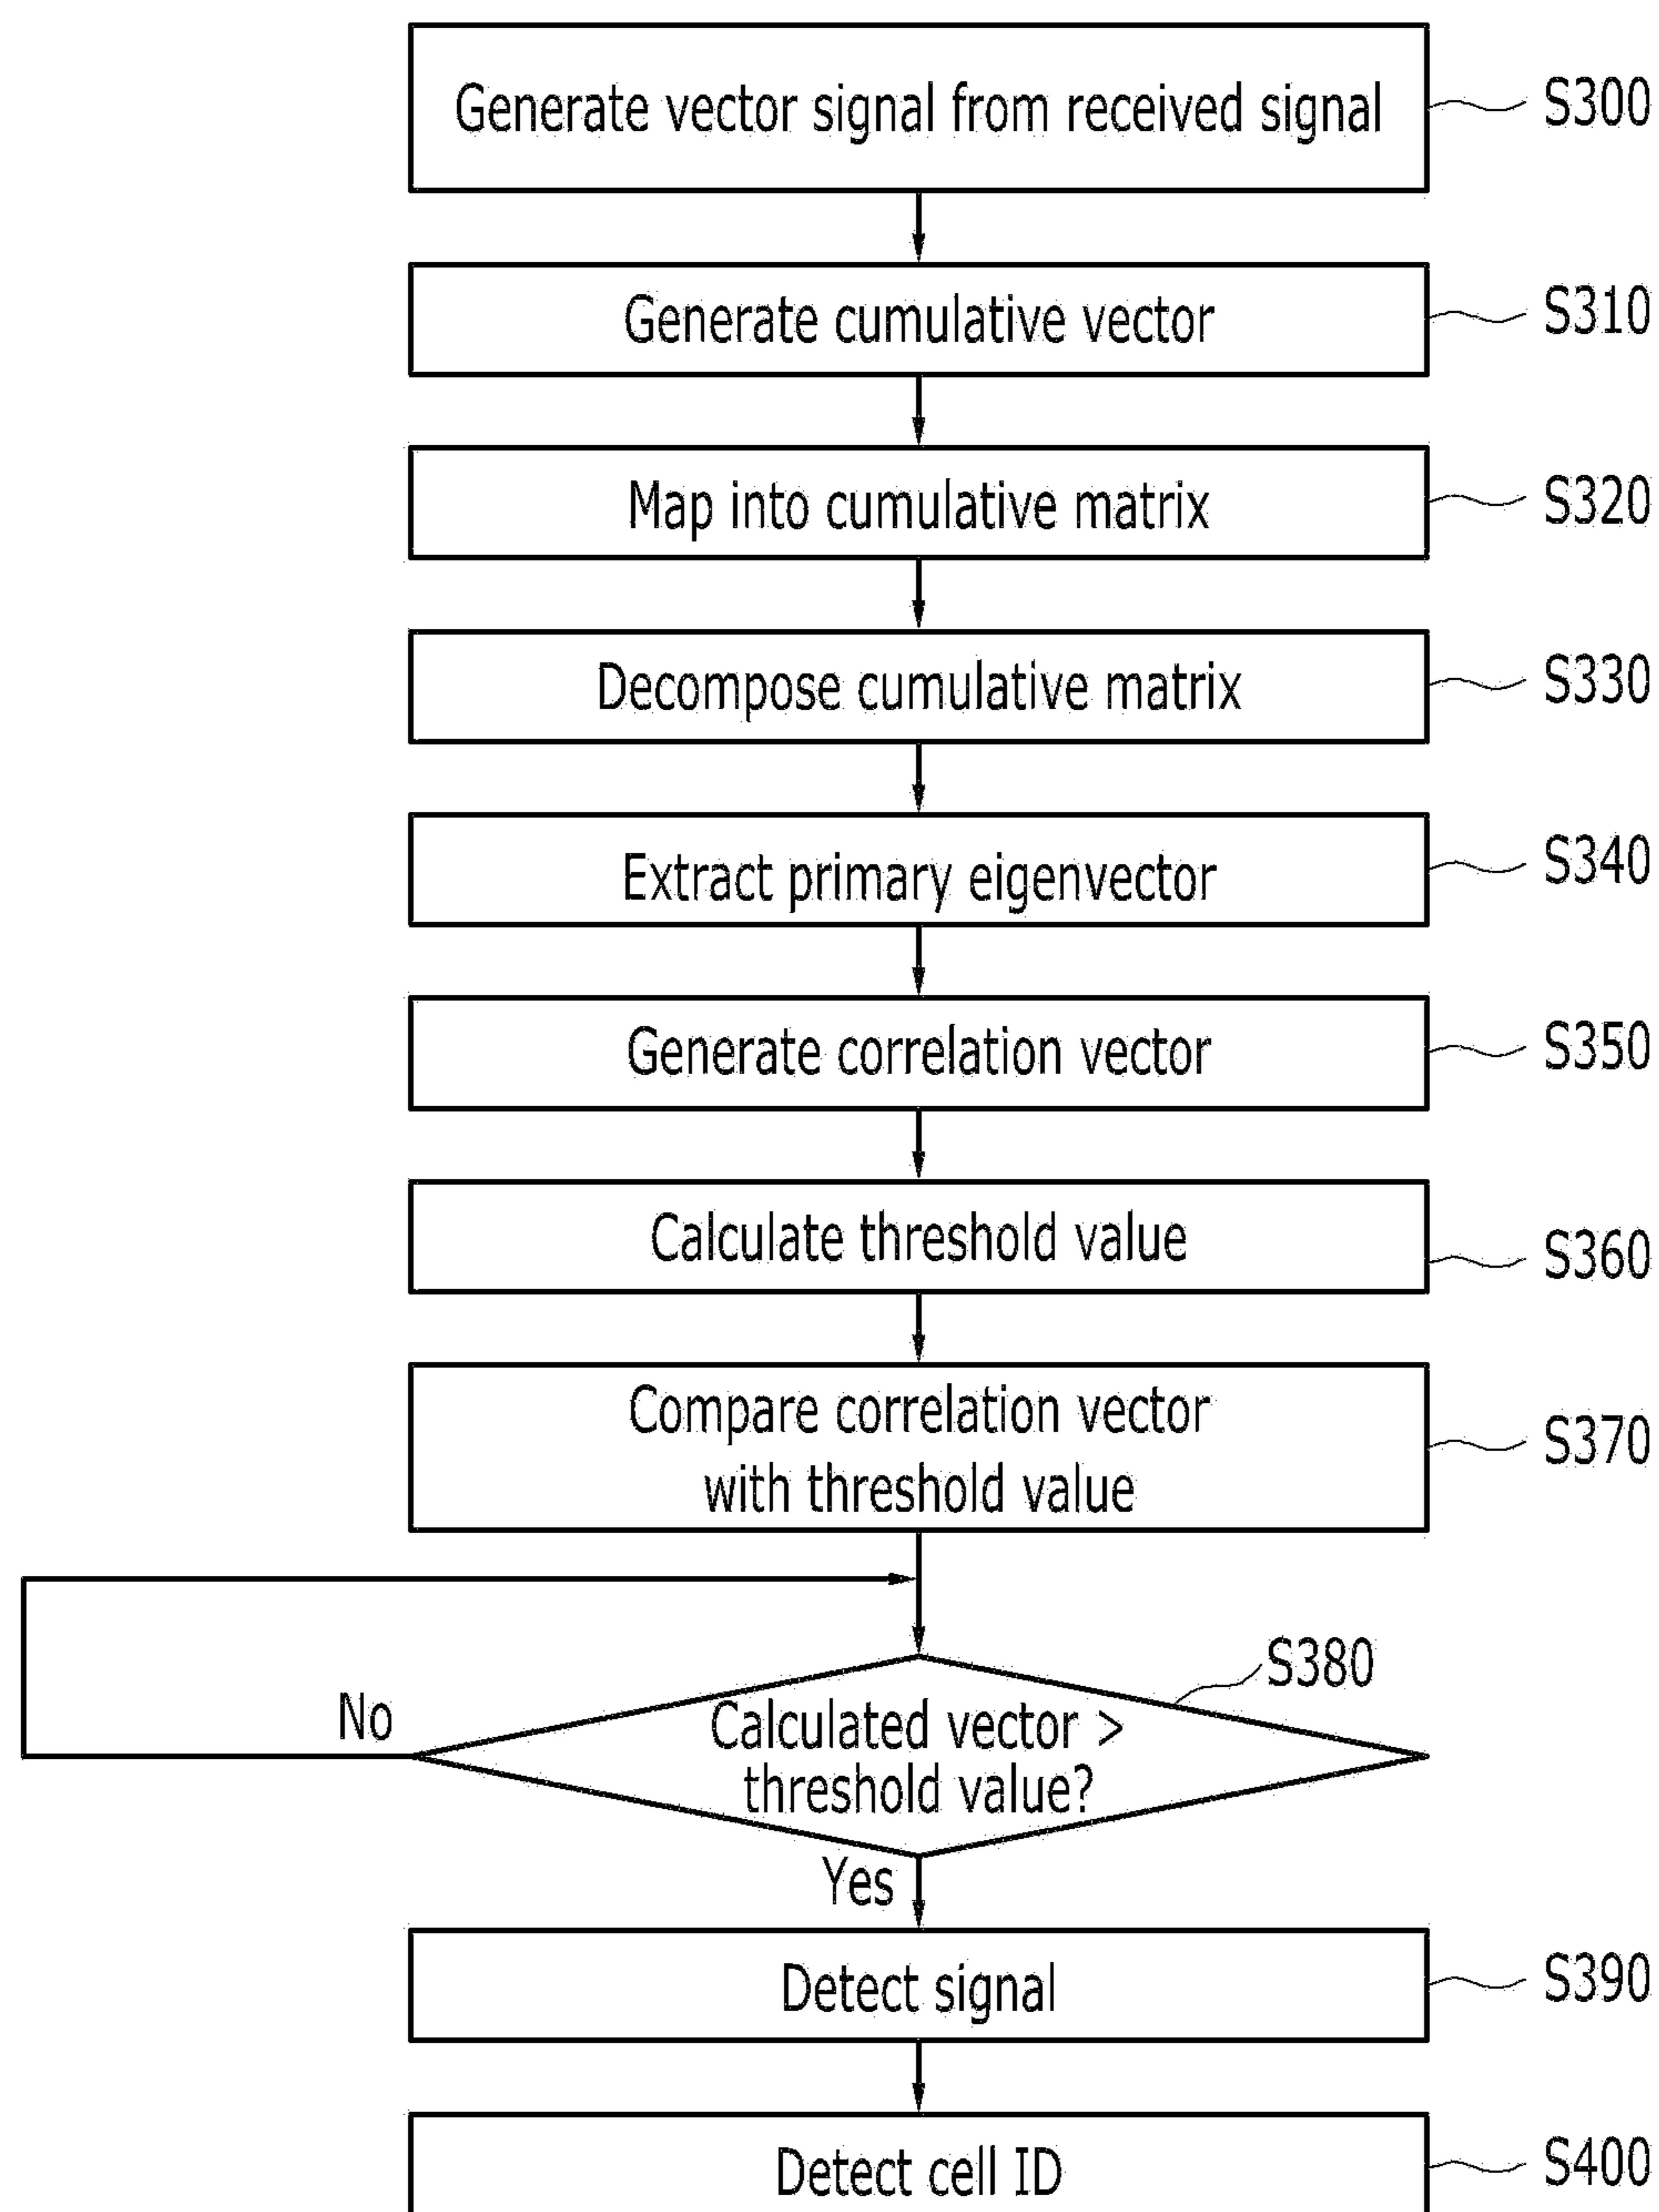 Generate vector signal from received signal
S300
Generate cumulative vector
S310
Map into cumulative matrix
S320
Decompose cumulative matrix
S330
Extract primary eigenvector
S340
Generate correlation vector
S350
Calculate threshold value
S360
Compare correlation vector
with threshold value
S370
S380
No
Calculated vector >
threshold value?
Yes
Detect signal
S390
Detect cell ID
S400